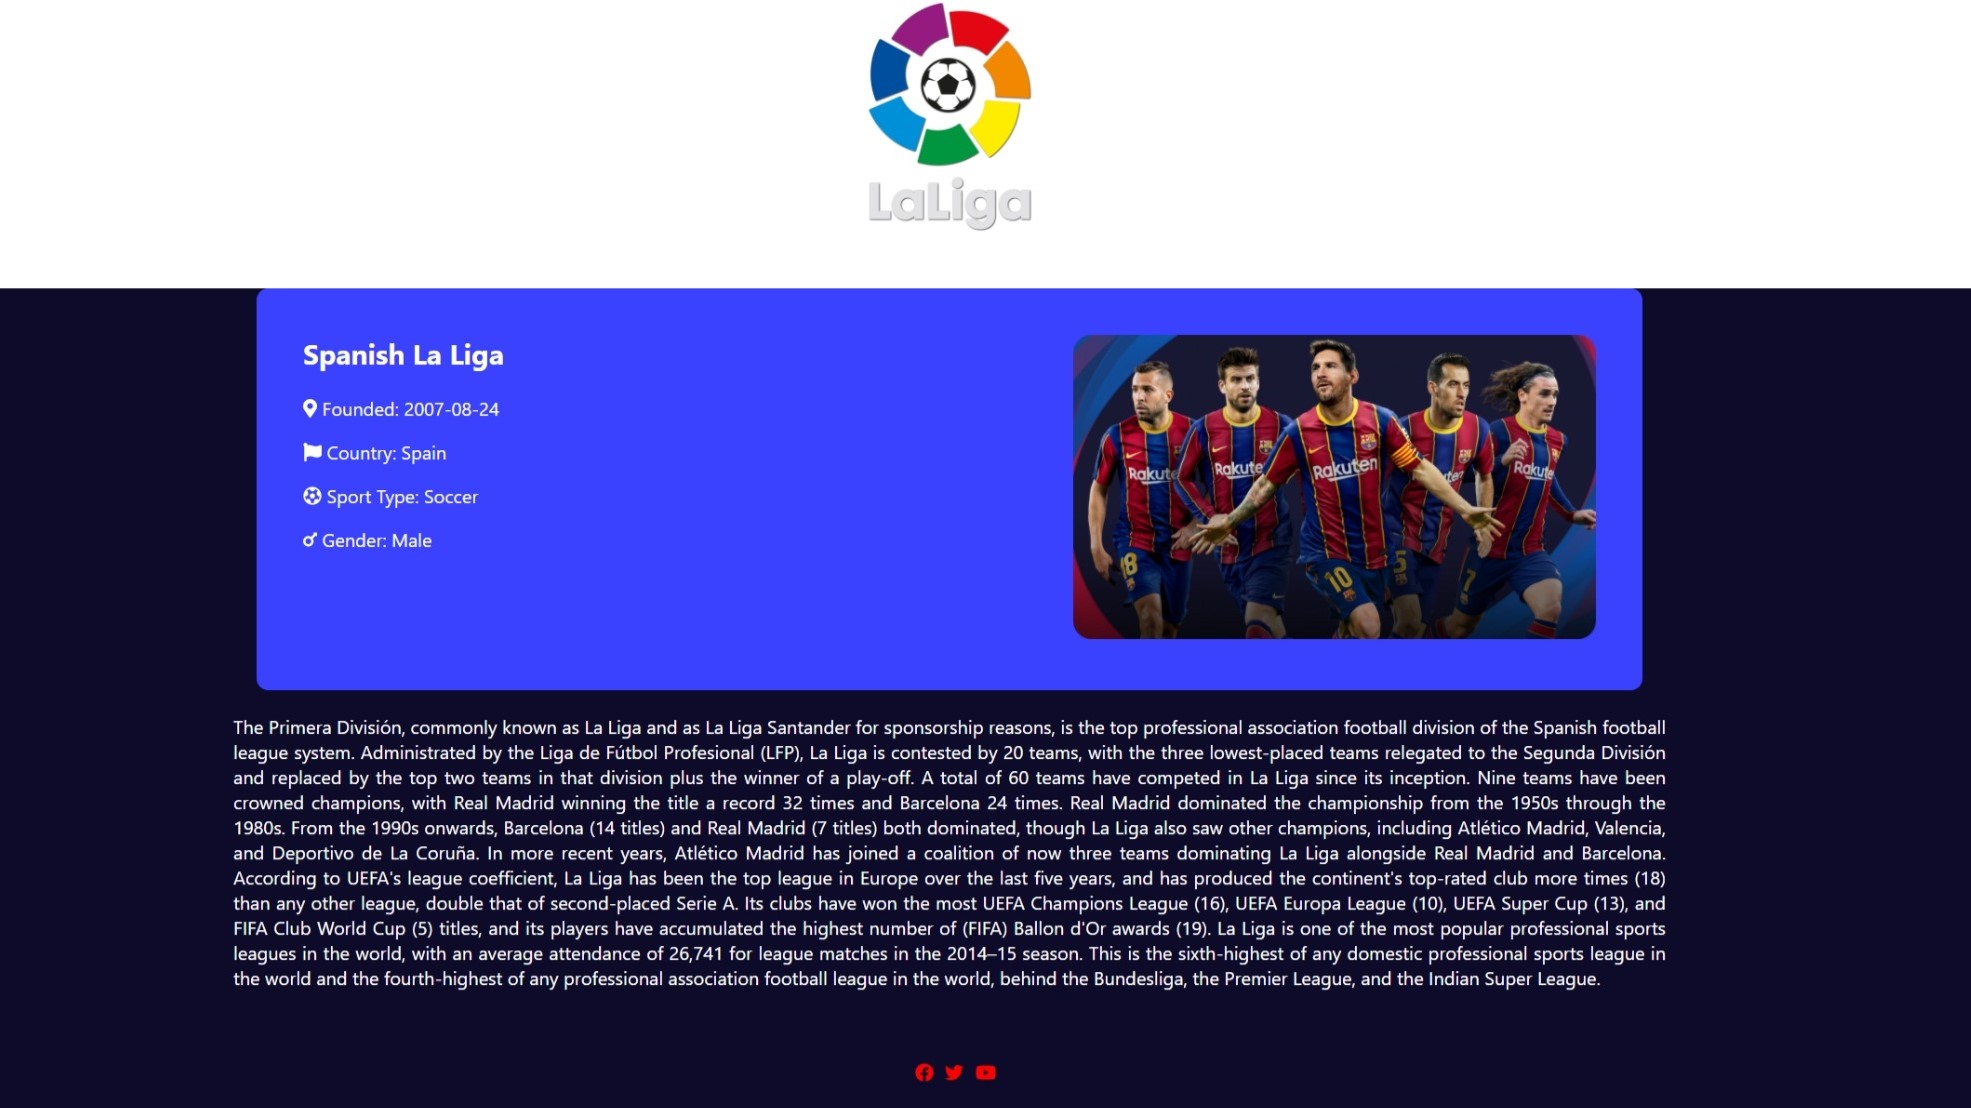 LaLiga
Spanish La Liga
Founded: 2007-08-24
Country: Spain
Sport Type: Soccer
Gender: Male
Rakuten
Rakuten
Rakuten
18
10
5
7
The Primera División, commonly known as La Liga and as La Liga Santander for sponsorship reasons, is the top professional association football division of the Spanish football
league system. Administrated by the Liga de Fútbol Profesional (LFP), La Liga is contested by 20 teams, with the three lowest-placed teams relegated to the Segunda División
and replaced by the top two teams in that division plus the winner of a play-off. A total of 60 teams have competed in La Liga since its inception. Nine teams have been
crowned champions, with Real Madrid winning the title a record 32 times and Barcelona 24 times. Real Madrid dominated the championship from the 1950s through the
1980s. From the 1990s onwards, Barcelona (14 titles) and Real Madrid (7 titles) both dominated, though La Liga also saw other champions, including Atlético Madrid, Valencia,
and Deportivo de La Coruña. In more recent years, Atlético Madrid has joined a coalition of now three teams dominating La Liga alongside Real Madrid and Barcelona.
According to UEFA's league coefficient, La Liga has been the top league in Europe over the last five years, and has produced the continent's top-rated club more times (18)
than any other league, double that of second-placed Serie A. Its clubs have won the most UEFA Champions League (16), UEFA Europa League (10), UEFA Super Cup (13), and
FIFA Club World Cup (5) titles, and its players have accumulated the highest number of (FIFA) Ballon d'Or awards (19). La Liga is one of the most popular professional sports
leagues in the world, with an average attendance of 26,741 for league matches in the 2014–15 season. This is the sixth-highest of any domestic professional sports league in
the world and the fourth-highest of any professional association football league in the world, behind the Bundesliga, the Premier League, and the Indian Super League.